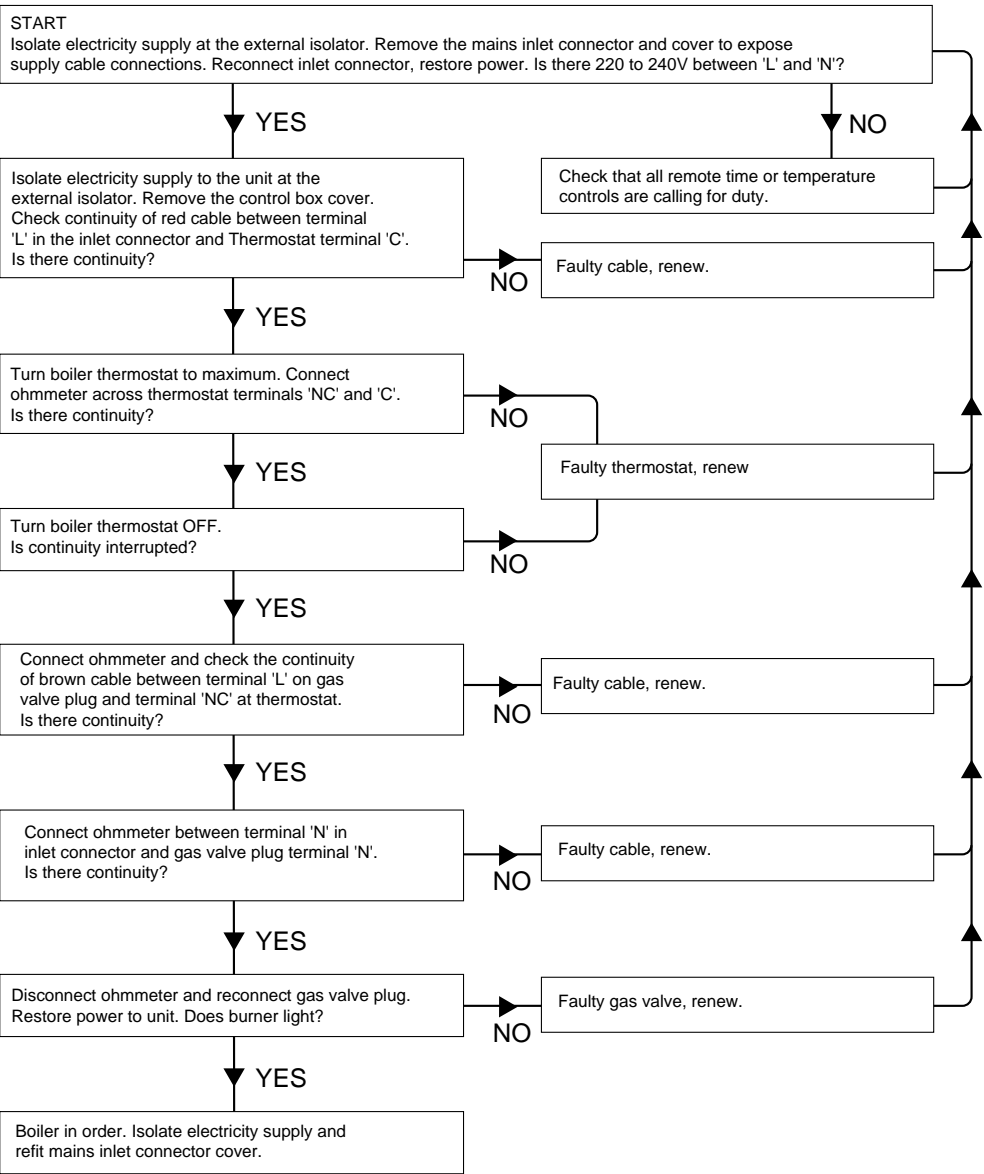 START
Isolate electricity supply at the external isolator. Remove the mains inlet connector and cover to expose
supply cable connections. Reconnect inlet connector, restore power. Is there 220 to 240V between 'L' and 'N'?
YES
NO
Isolate electricity supply to the unit at the
external isolator. Remove the control box cover.
Check continuity of red cable between terminal
'L' in the inlet connector and Thermostat terminal 'C'.
Is there continuity?
Check that all remote time or temperature
controls are calling for duty.
NO
Faulty cable, renew.
YES
Turn boiler thermostat to maximum. Connect
ohmmeter across thermostat terminals 'NC' and 'C'.
Is there continuity?
NO
Faulty thermostat, renew
YES
Turn boiler thermostat OFF.
Is continuity interrupted?
NO
YES
Connect ohmmeter and check the continuity
of brown cable between terminal 'L' on gas
valve plug and terminal 'NC' at thermostat.
Is there continuity?
NO
Faulty cable, renew.
YES
Connect ohmmeter between terminal 'N' in
inlet connector and gas valve plug terminal 'N'.
Is there continuity?
NO
Faulty cable, renew.
YES
Disconnect ohmmeter and reconnect gas valve plug.
Restore power to unit. Does burner light?
NO
Faulty gas valve, renew.
YES
Boiler in order. Isolate electricity supply and
refit mains inlet connector cover.